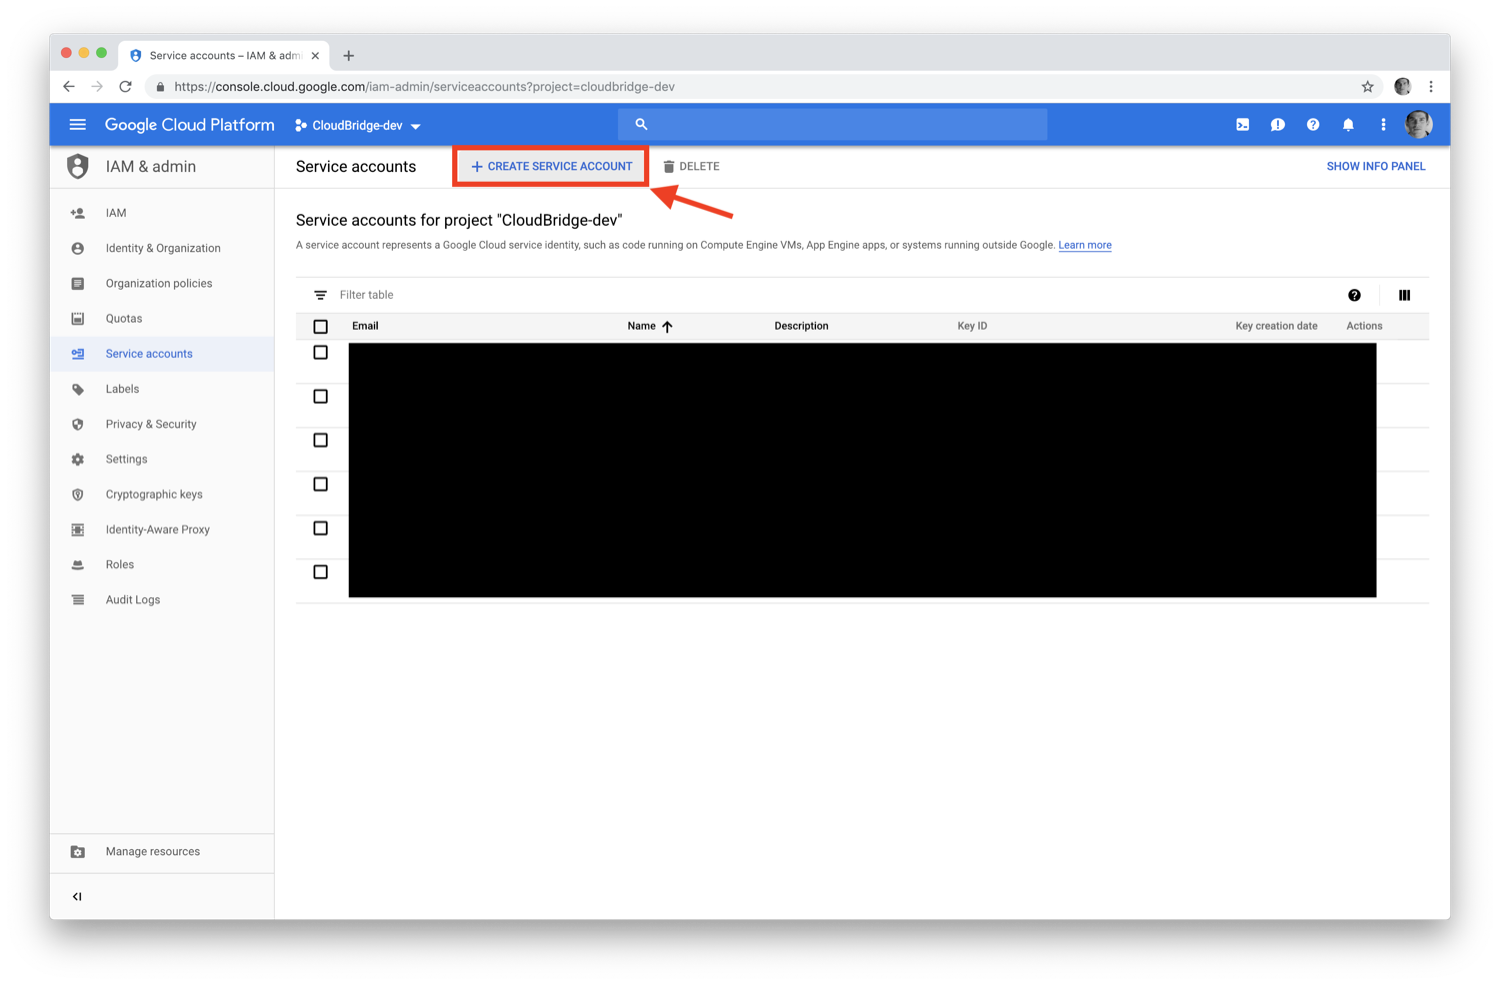 Service accounts – IAM & adm
https://console.cloud.google.com/iam-admin/serviceaccounts?project=cloudbridge-dev
Google Cloud Platform
CloudBridge-dev
IAM & admin
Service accounts
CREATE SERVICE ACCOUNT
DELETE
SHOW INFO PANEL
IAM
Identity & Organization
Organization policies
Quotas
Service accounts
Labels
Privacy & Security
Settings
Cryptographic keys
Identity-Aware Proxy
Roles
Audit Logs
Manage resources
Service accounts for project "CloudBridge-dev"
A service account represents a Google Cloud service identity, such as code running on Compute Engine VMs, App Engine apps, or systems running outside Google. Learn more
Filter table
Email Name Description Key ID Key creation date Actions